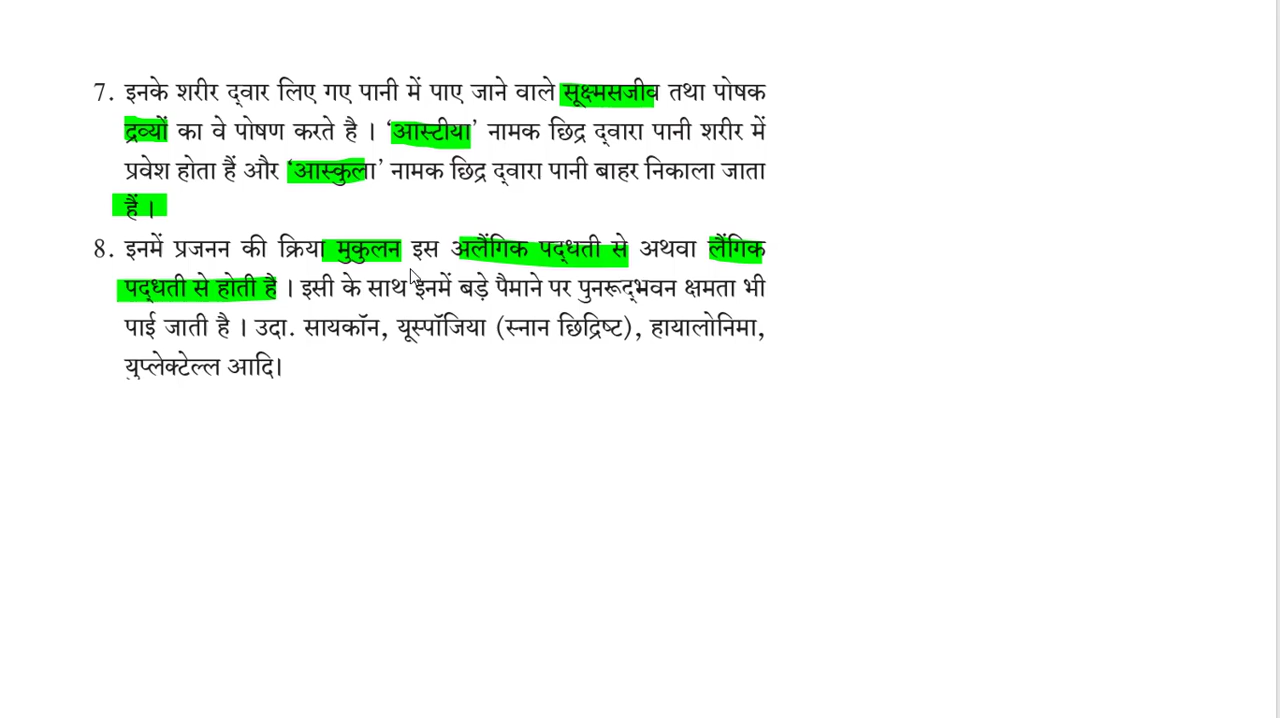 7. इनके शरीर द्‌वार लिए गए पानी में पाए जाने वाले सूक्ष्मसजीव तथा पोषक
द्रव्यों का वे पोषण करते है । ‘आस्टीया’ नामक छिद्र द्‌वारा पानी शरीर में
प्रवेश होता हैं और ‘आस्कुला’ नामक छिद्र द्‌वारा पानी बाहर निकाला जाता
हैं ।
8. इनमें प्रजनन की क्रिया मुकुलन इस अलैंगिक पद्‌धती से अथवा लैंगिक
पद्‌धती से होती है । इसी के साथ इनमें बड़े पैमाने पर पुनरूद्‌भवन क्षमता भी
पाई जाती है । उदा. सायकॉन, यूस्पॉजिया (स्नान छिद्रिष्ट), हायालोनिमा,
युप्लेक्टेल्ल आदि।